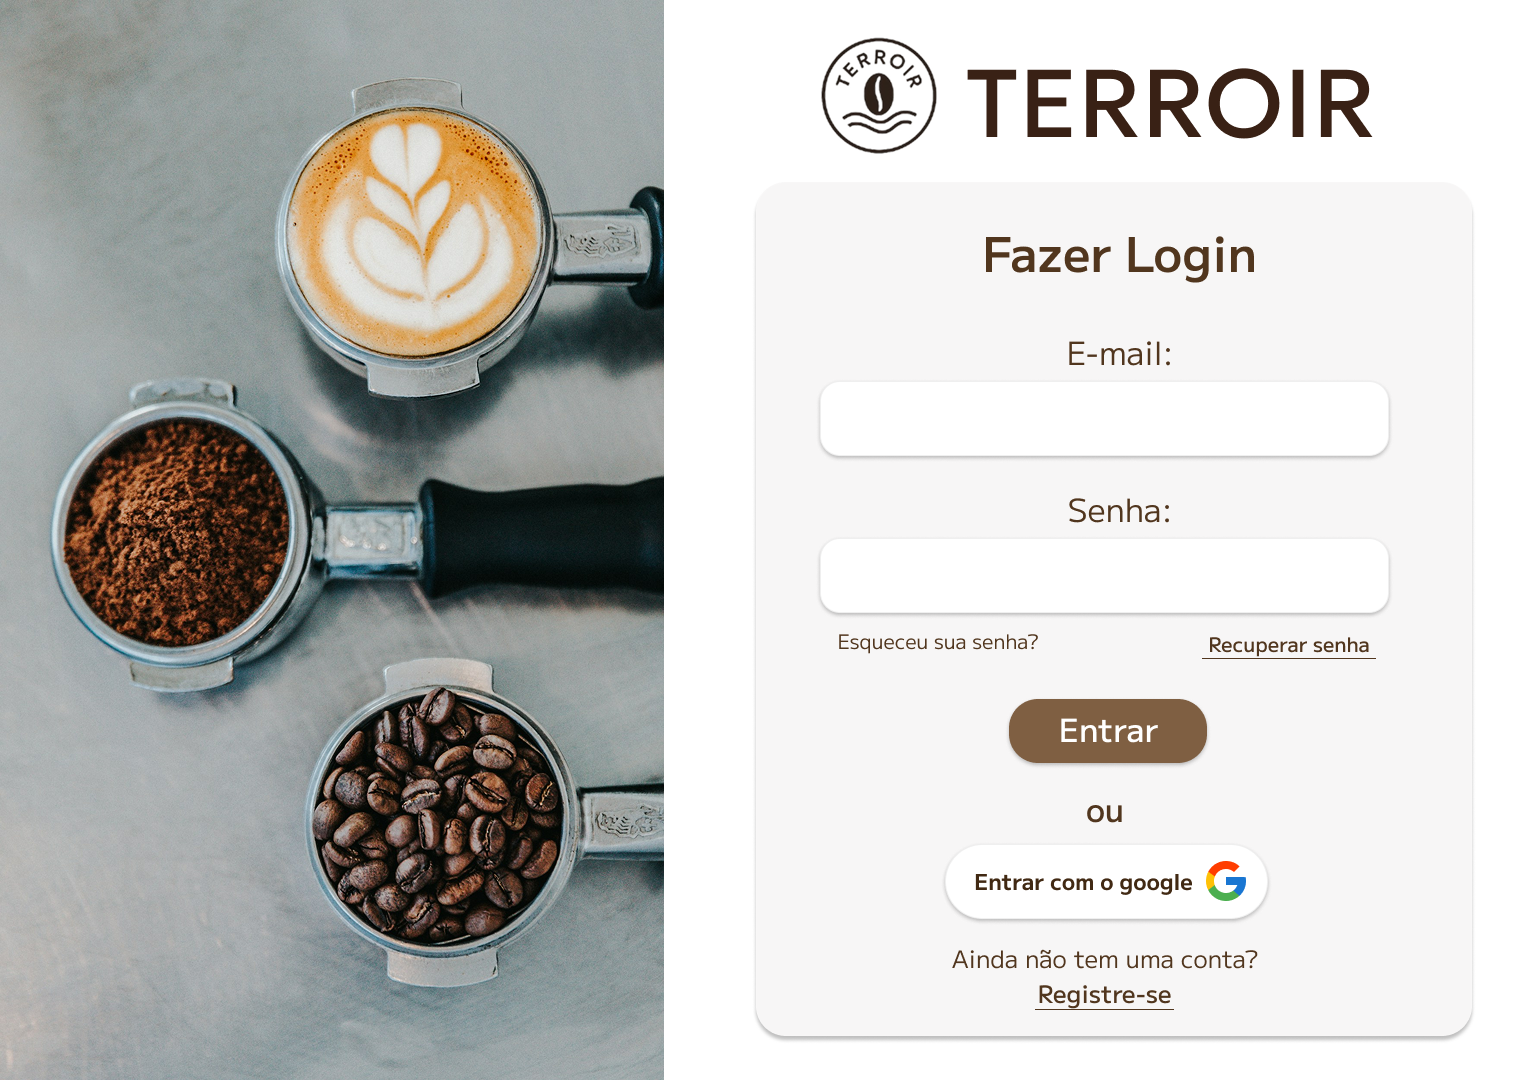 TERROIR
TERROIR
Fazer Login
E-mail:
Senha:
Esqueceu sua senha?
Recuperar senha
Entrar
ou
Entrar com o google
Ainda não tem uma conta?
Registre-se